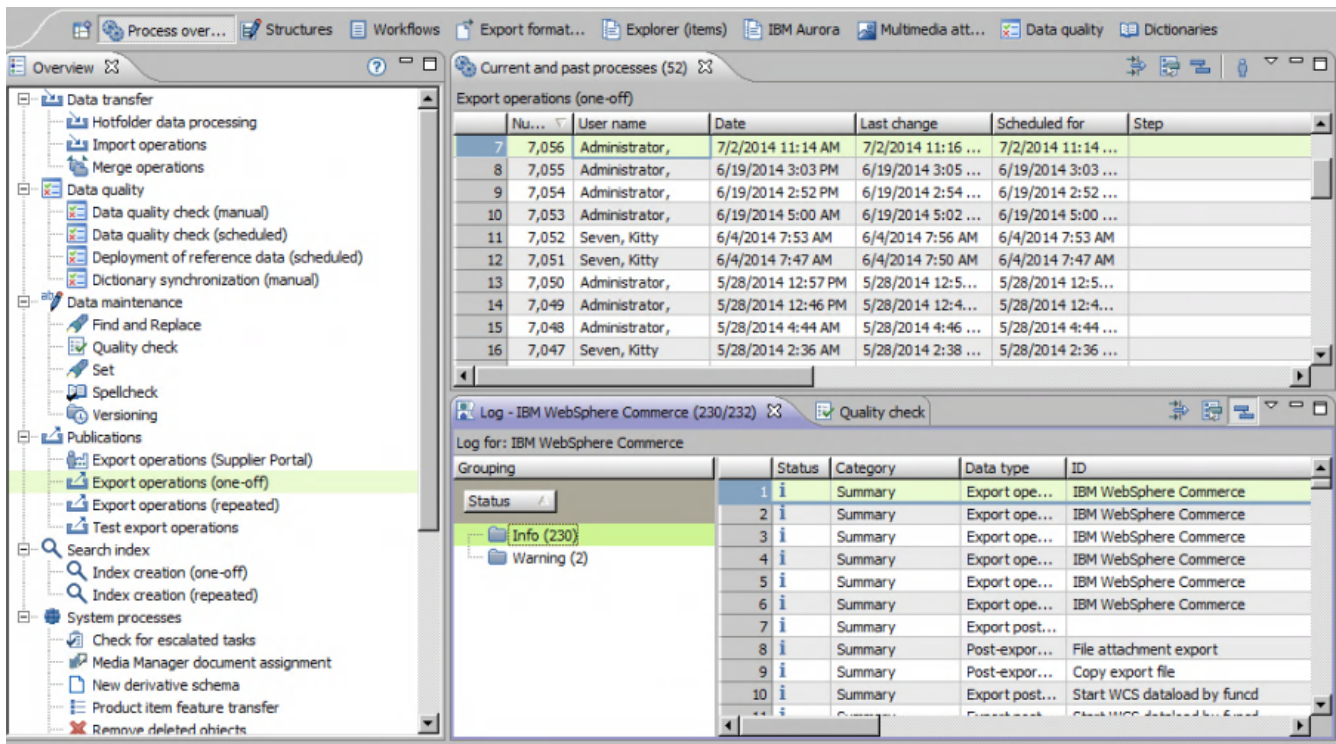 Process over... Structures Workflows Export format... Explorer (items) IBM Aurora Multimedia att... Data quality Dictionaries
Overview
Data transfer
Hotfolder data processing
Import operations
Merge operations
Data quality
Data quality check (manual)
Data quality check (scheduled)
Deployment of reference data (scheduled)
Dictionary synchronization (manual)
Data maintenance
Find and Replace
Quality check
Set
Spellcheck
Versioning
Publications
Export operations (Supplier Portal)
Export operations (one-off)
Export operations (repeated)
Test export operations
Search index
Index creation (one-off)
Index creation (repeated)
System processes
Check for escalated tasks
Media Manager document assignment
New derivative schema
Product item feature transfer
Remove deleted objects
Current and past processes (52)
Export operations (one-off)
Nu... User name Date Last change Scheduled for Step
7 7,056 Administrator, 7/2/2014 11:14 AM 7/2/2014 11:16 ... 7/2/2014 11:14 ...
8 7,055 Administrator, 6/19/2014 3:03 PM 6/19/2014 3:05 ... 6/19/2014 3:03 ...
9 7,054 Administrator, 6/19/2014 2:52 PM 6/19/2014 2:54 ... 6/19/2014 2:52 ...
10 7,053 Administrator, 6/19/2014 5:00 AM 6/19/2014 5:02 ... 6/19/2014 5:00 ...
11 7,052 Seven, Kitty 6/4/2014 7:53 AM 6/4/2014 7:56 AM 6/4/2014 7:53 AM
12 7,051 Seven, Kitty 6/4/2014 7:47 AM 6/4/2014 7:50 AM 6/4/2014 7:47 AM
13 7,050 Administrator, 5/28/2014 12:57 PM 5/28/2014 12:5... 5/28/2014 12:5...
14 7,049 Administrator, 5/28/2014 12:46 PM 5/28/2014 12:4... 5/28/2014 12:4...
15 7,048 Administrator, 5/28/2014 4:44 AM 5/28/2014 4:46 ... 5/28/2014 4:44 ...
16 7,047 Seven, Kitty 5/28/2014 2:36 AM 5/28/2014 2:38 ... 5/28/2014 2:36 ...
Log - IBM WebSphere Commerce (230/232) Quality check
Log for: IBM WebSphere Commerce
Grouping
Status
Info (230)
Warning (2)
Status Category Data type ID
1 i Summary Export ope... IBM WebSphere Commerce
2 i Summary Export ope... IBM WebSphere Commerce
3 i Summary Export ope... IBM WebSphere Commerce
4 i Summary Export ope... IBM WebSphere Commerce
5 i Summary Export ope... IBM WebSphere Commerce
6 i Summary Export ope... IBM WebSphere Commerce
7 i Summary Export post...
8 i Summary Post-expor... File attachment export
9 i Summary Post-expor... Copy export file
10 i Summary Export post... Start WCS dataload by funcd